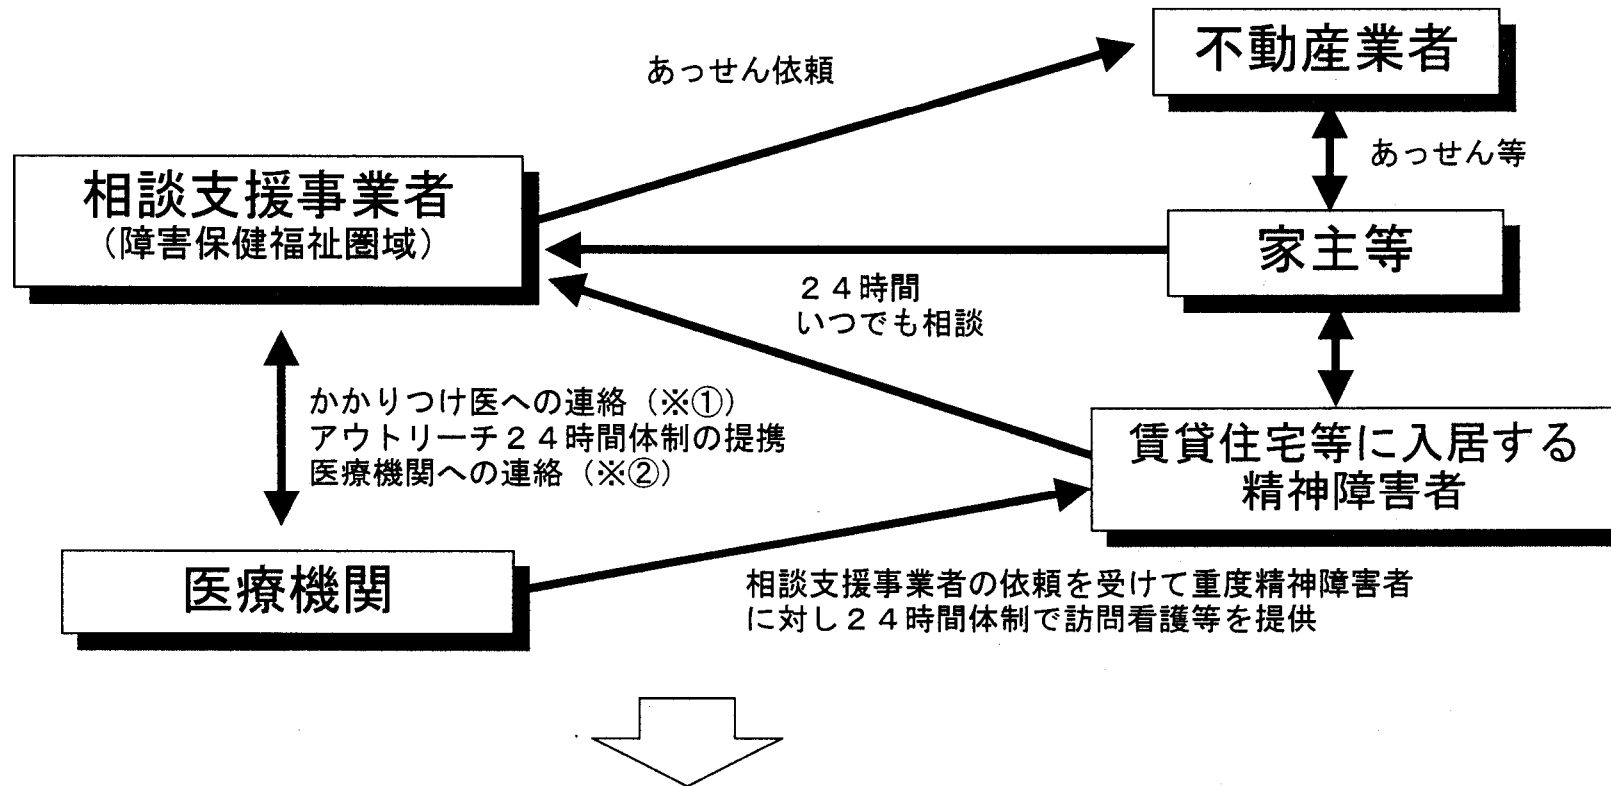 不動産業者
あっせん依頼
あっせん等
相談支援事業者
（障害保健福祉圏域）
家主等
２４時間
いつでも相談
かかりつけ医への連絡（※①）
アウトリーチ２４時間体制の提携
医療機関への連絡（※②）
賃貸住宅等に入居する
精神障害者
医療機関
相談支援事業者の依頼を受けて重度精神障害者
に対し２４時間体制で訪問看護等を提供